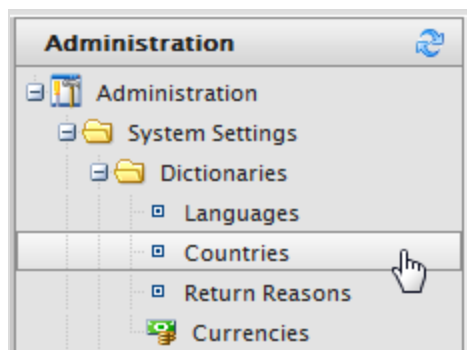 Administration
Administration
System Settings
Dictionaries
Languages
Countries
Return Reasons
Currencies